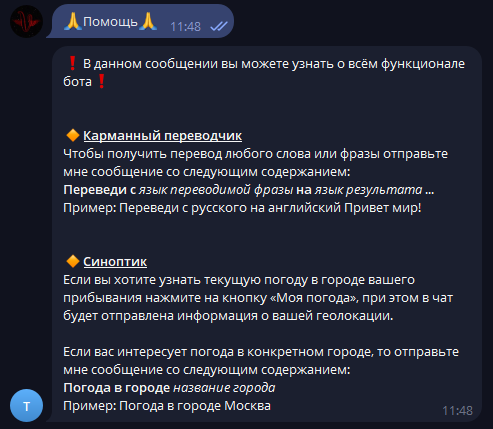 🙏Помощь🙏 11:48
❗ В данном сообщении вы можете узнать о всём функционале
бота❗
🔸Карманный переводчик
Чтобы получить перевод любого слова или фразы отправьте
мне сообщение со следующим содержанием:
Переведи с язык переводимой фразы на язык результата ...
Пример: Переведи с русского на английский Привет мир!
🔸Синоптик
Если вы хотите узнать текущую погоду в городе вашего
прибывания нажмите на кнопку «Моя погода», при этом в чат
будет отправлена информация о вашей геолокации.
Если вас интересует погода в конкретном городе, то отправьте
мне сообщение со следующим содержанием:
Погода в городе название города
Пример: Погода в городе Москва
Т
11:48